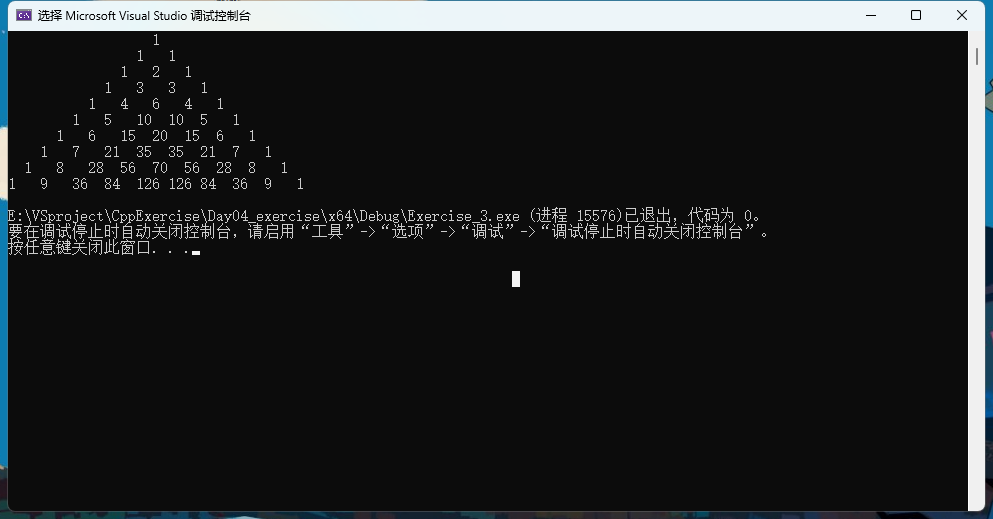 选择 Microsoft Visual Studio 调试控制台
1
1 1
1 2 1
1 3 3 1
1 4 6 4 1
1 5 10 10 5 1
1 6 15 20 15 6 1
1 7 21 35 35 21 7 1
1 8 28 56 70 56 28 8 1
1 9 36 84 126 126 84 36 9 1
E:\VSproject\CppExercise\Day04_exercise\x64\Debug\Exercise_3.exe (进程 15576)已退出，代码为 0。
要在调试停止时自动关闭控制台，请启用“工具”->“选项”->“调试”->“调试停止时自动关闭控制台”。
按任意键关闭此窗口. . .